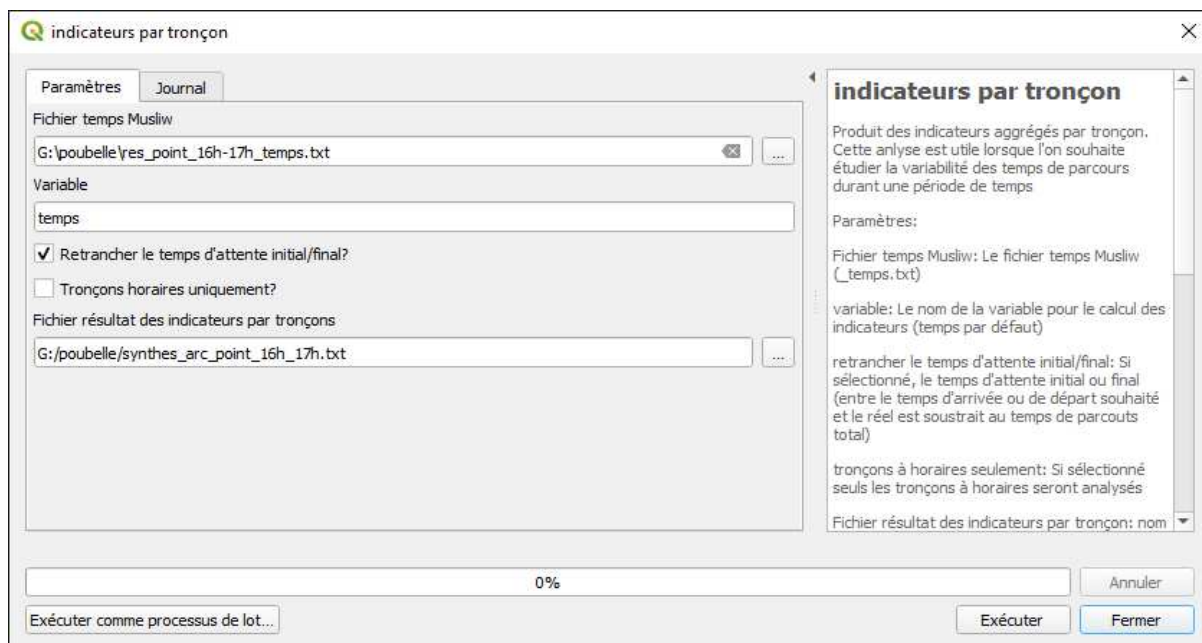 indicateurs par tronçon
Paramètres
Journal
Fichier temps Musliw
G:\poubelle\res_point_16h-17h_temps.txt
...
Variable
temps
Retrancher le temps d'attente initial/final?
Tronçons horaires uniquement?
Fichier résultat des indicateurs par tronçons
G:/poubelle/synthes_arc_point_16h_17h.txt
...
indicateurs par tronçon
Produit des indicateurs aggrégés par tronçon.
Cette anlyse est utile lorsque l'on souhaite
étudier la variabilité des temps de parcours
durant une période de temps
Paramètres:
Fichier temps Musliw: Le fichier temps Musliw
(_temps.txt)
variable: Le nom de la variable pour le calcul des
indicateurs (temps par défaut)
retrancher le temps d'attente initial/final: Si
sélectionné, le temps d'attente initial ou final
(entre le temps d'arrivée ou de départ souhaité
et le réel est soustrait au temps de parcouts
total)
tronçons à horaires seulement: Si sélectionné
seuls les tronçons à horaires seront analysés
Fichier résultat des indicateurs par tronçon: nom
0%
Annuler
Exécuter comme processus de lot...
Exécuter
Fermer